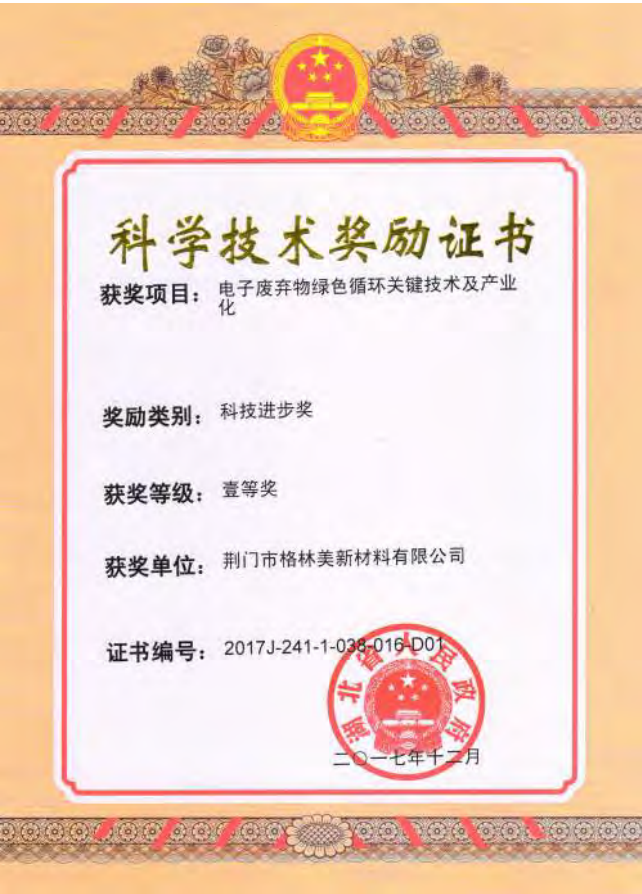 科学技术奖励证书
获奖项目：电子废弃物绿色循环关键技术及产业
化
奖励类别：科技进步奖
获奖等级：壹等奖
获奖单位：荆门市格林美新材料有限公司
证书编号：2017J-241-1-038-016-D01
湖北省人民政府
二〇一七年十二月